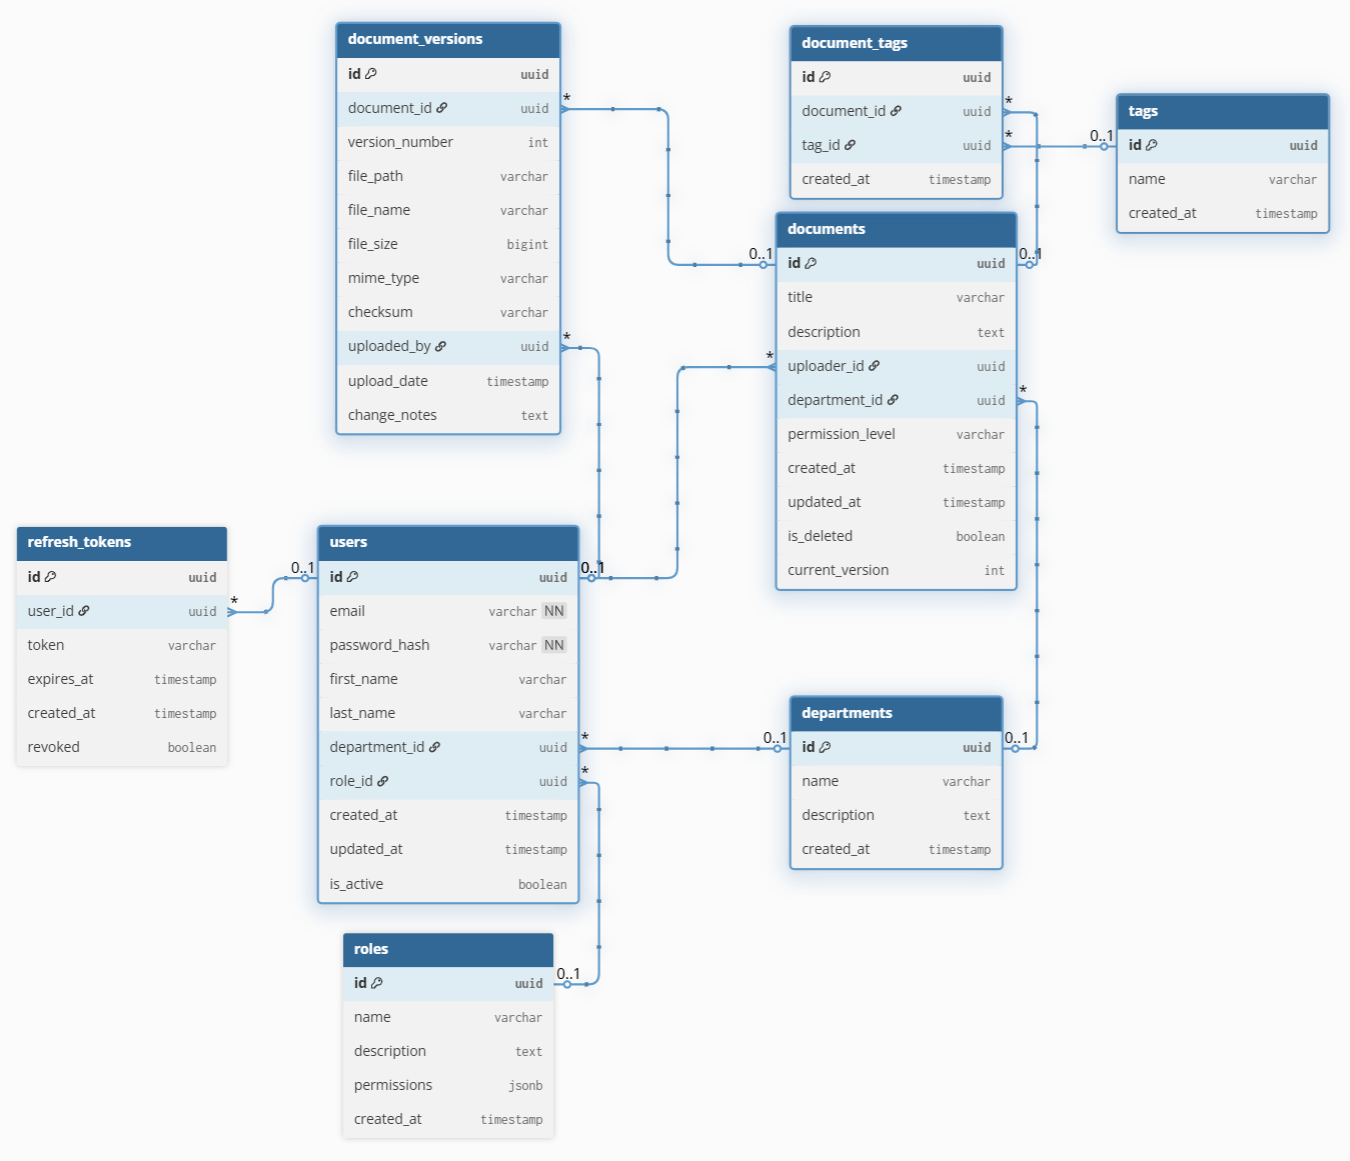 document_versions
id uuid
document_id uuid
version_number int
file_path varchar
file_name varchar
file_size bigint
mime_type varchar
checksum varchar
uploaded_by uuid
upload_date timestamp
change_notes text
*
*
document_tags
id uuid
document_id uuid
tag_id uuid
created_at timestamp
*
*
0..1
tags
id uuid
name varchar
created_at timestamp
documents
0..1
id uuid
0..1
title varchar
description text
*
uploader_id uuid
department_id uuid
*
permission_level varchar
created_at timestamp
updated_at timestamp
is_deleted boolean
current_version int
refresh_tokens
id uuid
user_id uuid
*
token varchar
expires_at timestamp
created_at timestamp
revoked boolean
users
0..1
id uuid
0..1
email varchar NN
password_hash varchar NN
first_name varchar
last_name varchar
department_id uuid
*
role_id uuid
*
created_at timestamp
updated_at timestamp
is_active boolean
departments
0..1
id uuid
0..1
name varchar
description text
created_at timestamp
roles
id uuid
0..1
name varchar
description text
permissions jsonb
created_at timestamp